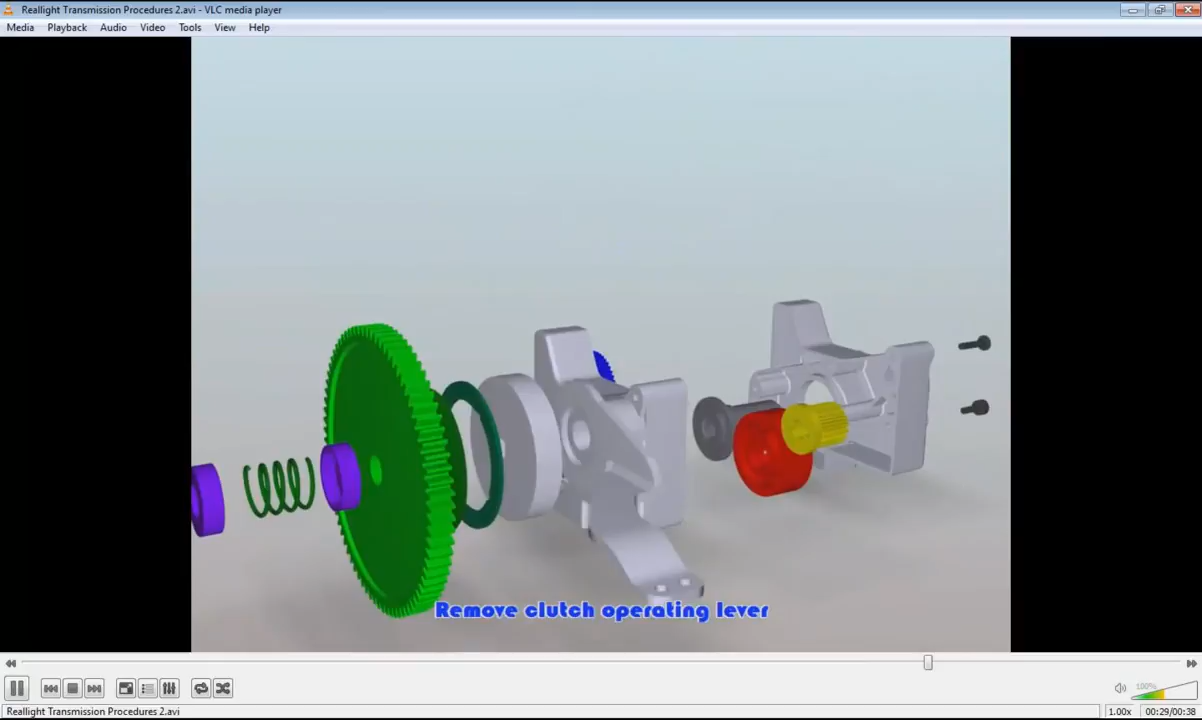 Reallight Transmission Procedures 2.avi - VLC media player
Media Playback Audio Video Tools View Help
Remove clutch operating lever
100%
Reallight Transmission Procedures 2.avi
1.00x 00:29/00:38